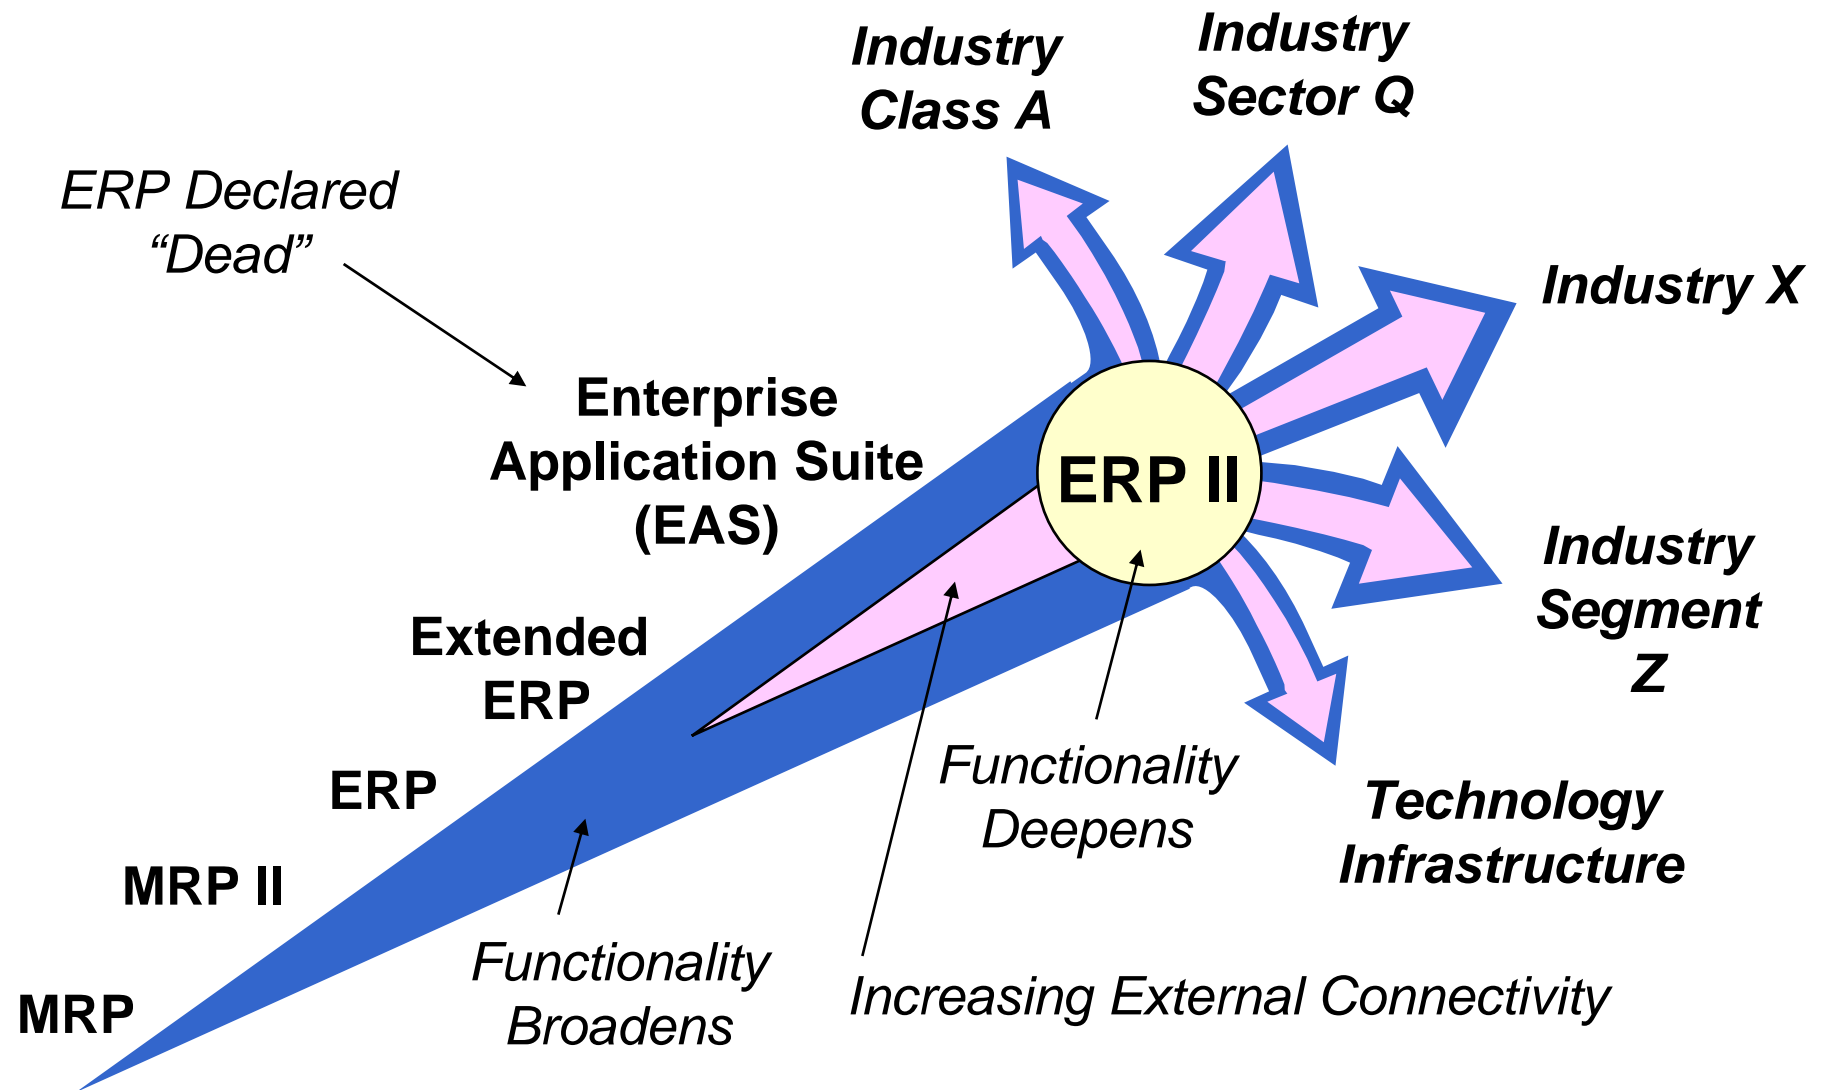 Industry
Class A
Industry
Sector Q
ERP Declared
“Dead”
Industry X
Enterprise
Application Suite
(EAS)
ERP II
Industry
Segment
Z
Extended
ERP
Functionality
Deepens
ERP
Technology
Infrastructure
MRP II
Functionality
Broadens
Increasing External Connectivity
MRP